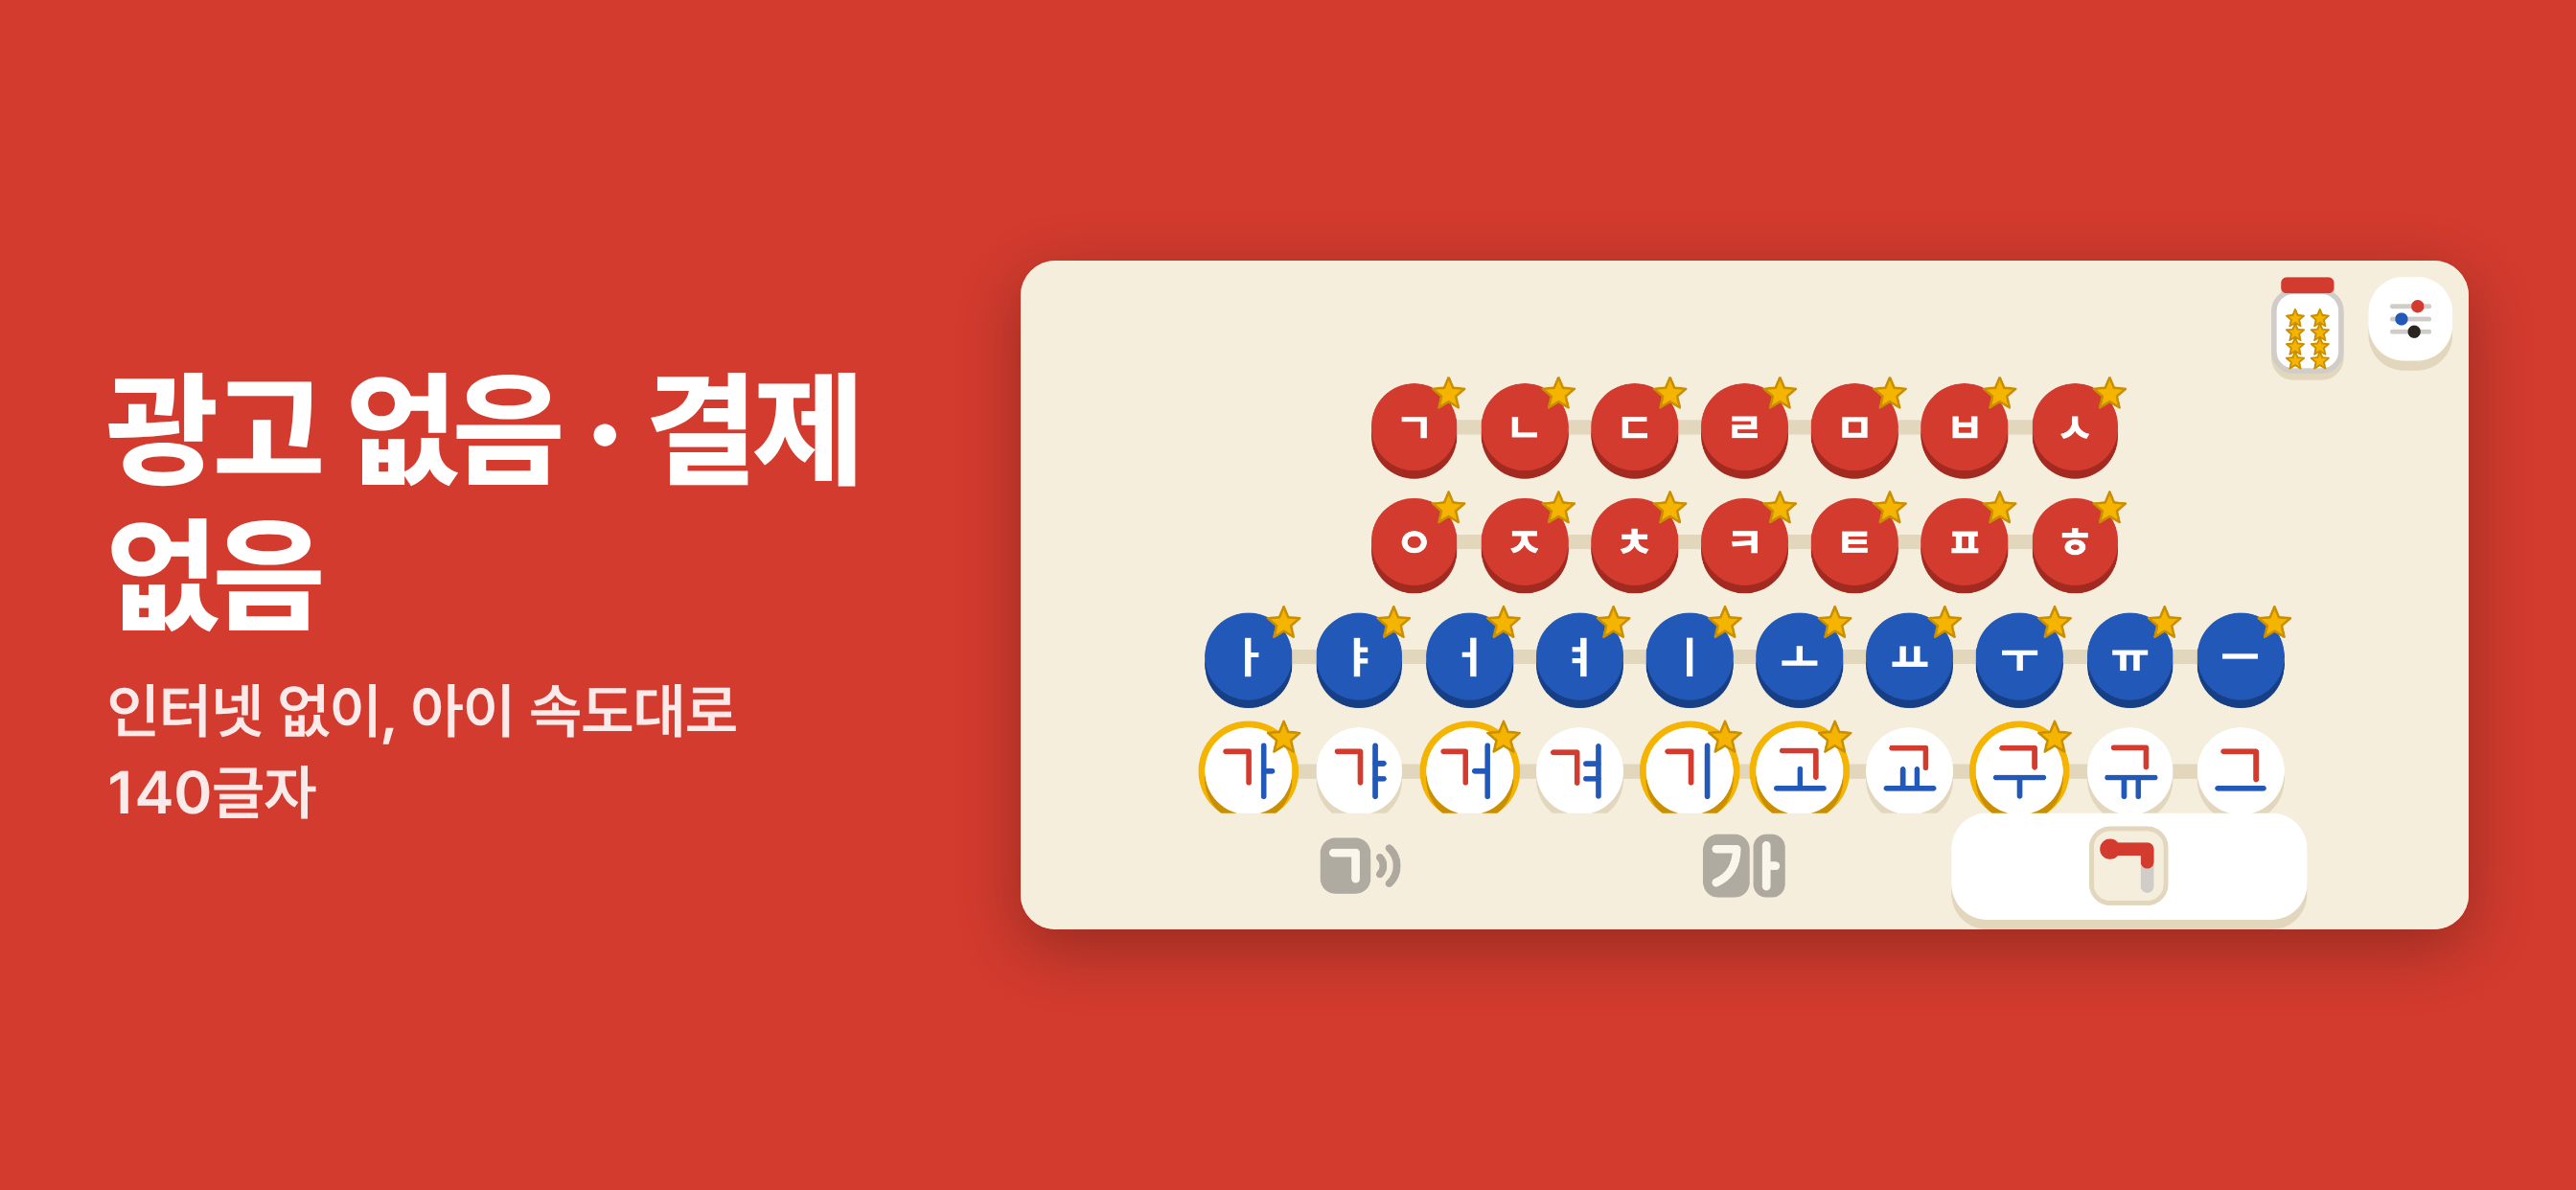 광고 없음 · 결제
없음
인터넷 없이, 아이 속도대로
140글자
ㄱ ㄴ ㄷ ㄹ ㅁ ㅂ ㅅ
ㅇ ㅈ ㅊ ㅋ ㅌ ㅍ ㅎ
ㅏ ㅑ ㅓ ㅕ ㅣ ㅗ ㅛ ㅜ ㅠ ㅡ
가 갸 거 겨 기 고 교 구 규 그
ㄱ 가 ㄱ